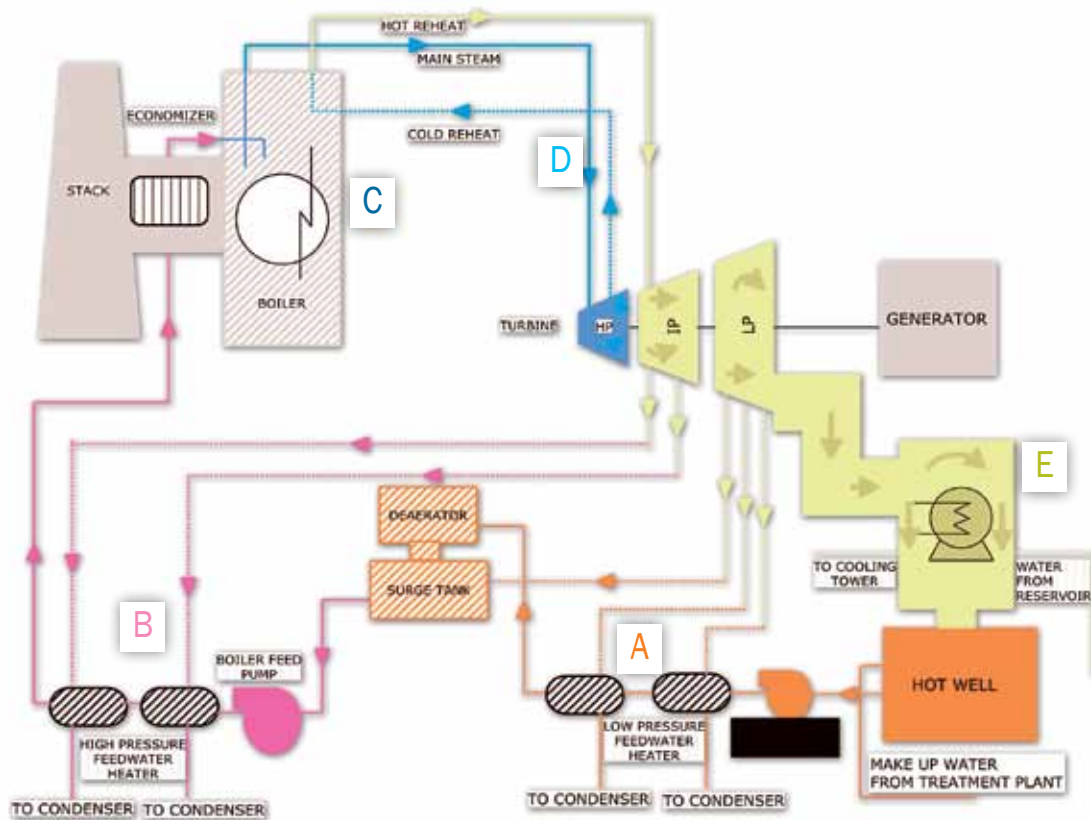 HOT REHEAT
MAIN STEAM
ECONOMIZER
COLD REHEAT
D
STACK
C
BOILER
TURBINE
HP
IP
LP
GENERATOR
E
DEAERATOR
TO COOLING
TOWER
WATER
FROM
RESERVOIR
SURGE TANK
B
A
BOILER FEED
PUMP
HOT WELL
HIGH PRESSURE
FEEDWATER
HEATER
LOW PRESSURE
FEEDWATER
HEATER
MAKE UP WATER
FROM TREATMENT PLANT
TO CONDENSER
TO CONDENSER
TO CONDENSER
TO CONDENSER